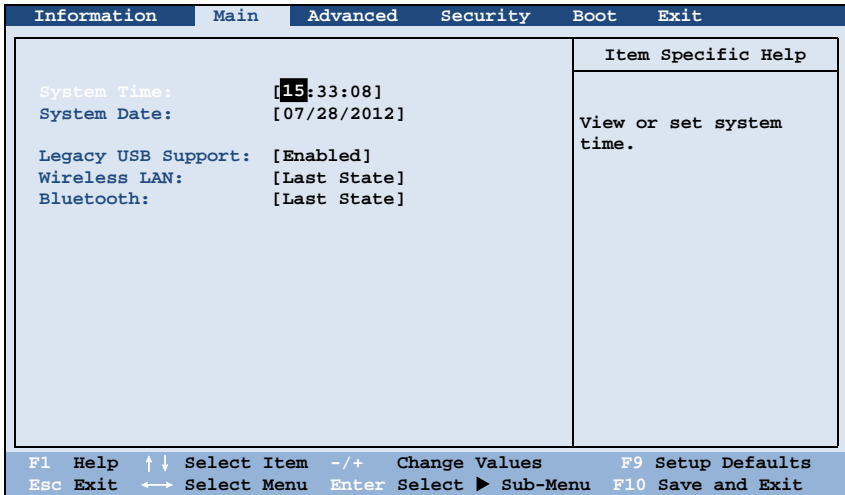 Information Main Advanced Security Boot Exit
Item Specific Help
System Time: [15:33:08]
System Date: [07/28/2012]
View or set system
time.
Legacy USB Support: [Enabled]
Wireless LAN: [Last State]
Bluetooth: [Last State]
F1 Help ↑↓ Select Item -/+ Change Values F9 Setup Defaults
Esc Exit ←→ Select Menu Enter Select ▶ Sub-Menu F10 Save and Exit